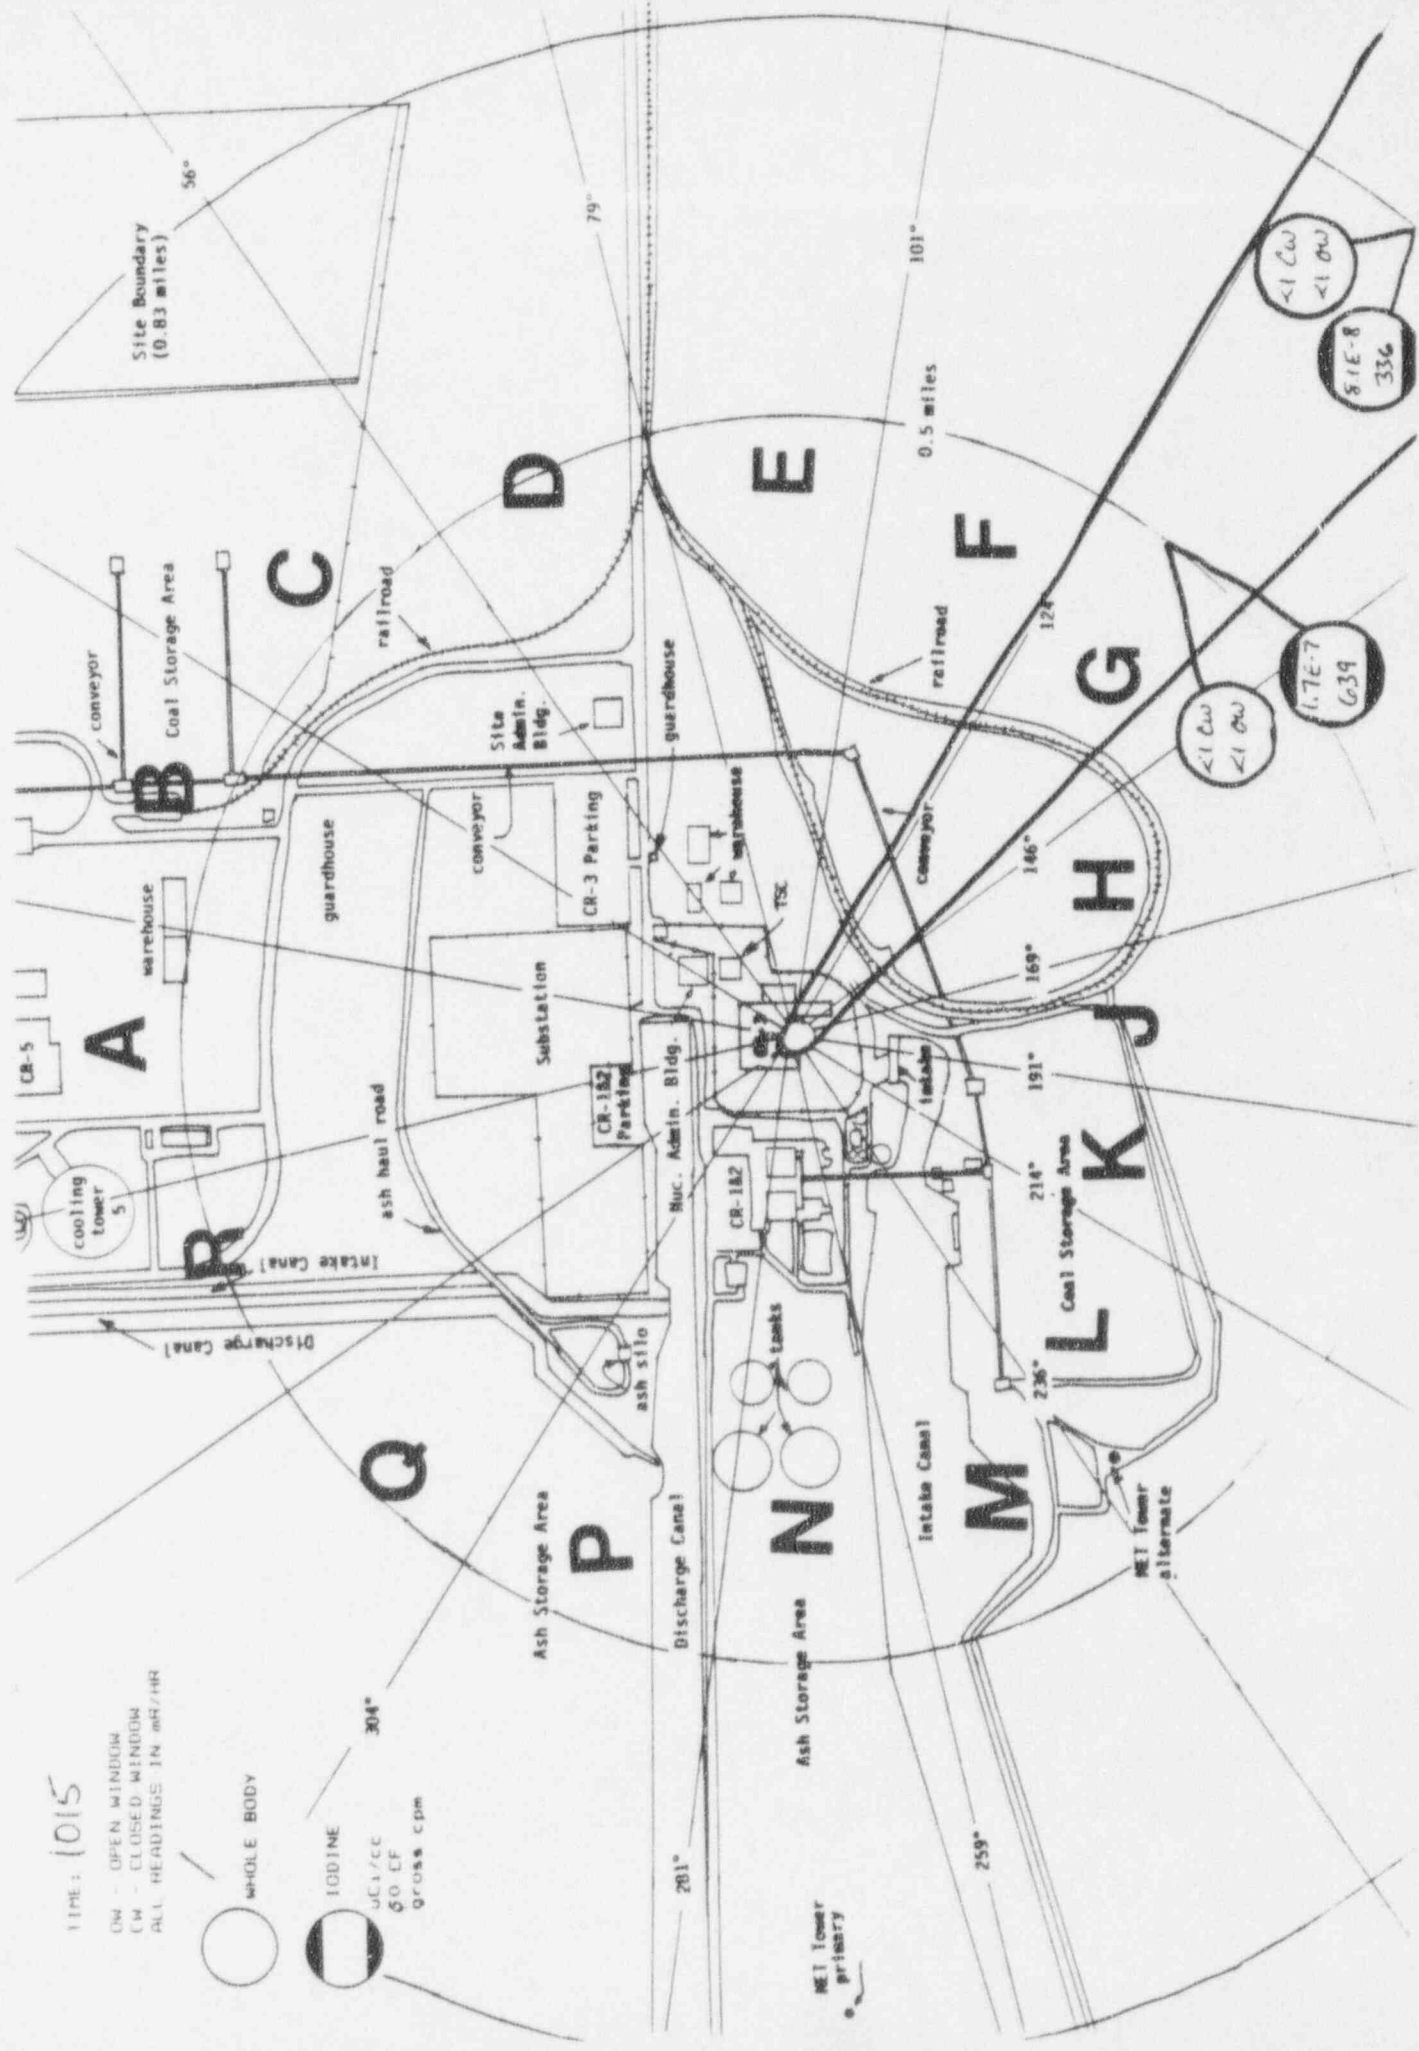 TIME: 1015
OW - OPEN WINDOW
CW - CLOSED WINDOW
ALL READINGS IN mR/HR
WHOLE BODY
IODINE
uCi/cc
60 CF
gross cpm
CR-5
warehouse
A
cooling
tower
5
R
Intake Canal
Discharge Canal
ash haul road
guardhouse
B
conveyor
Coal Storage Area
C
railroad
Site Boundary
(0.83 miles)
56°
79°
D
Site
Admin.
Bldg.
guardhouse
conveyor
CR-3 Parking
warehouse
TSC
Substation
CR-1&2
Parking
Nuc. Admin. Bldg.
CR-1&2
ash silo
tanks
Q
Ash Storage Area
P
Discharge Canal
N
Ash Storage Area
304°
281°
259°
MET Tower
primary
Intake Canal
M
MET Tower
alternate
236°
L
Coal Storage Area
214°
K
191°
intake
J
169°
H
146°
conveyor
G
railroad
124°
F
0.5 miles
101°
E
<1 CW
<1 OW
8.1E-8
336
<1 CW
<1 OW
1.7E-7
639